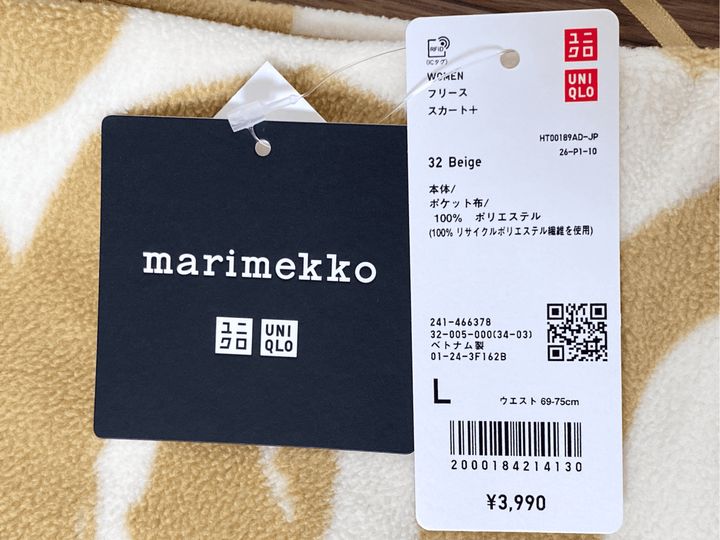 marimekko
ユニ
クロ
UNI
QLO
RFID
(ICタグ)
ユニ
クロ
UNI
QLO
WOMEN
フリース
スカート+
HT00189AD-JP
26-P1-10
32 Beige
本体/
ポケット布/
100% ポリエステル
(100% リサイクルポリエステル繊維を使用)
241-466378
32-005-000(34-03)
ベトナム製
01-24-3F162B
L ウエスト 69-75cm
2000184214130
¥3,990